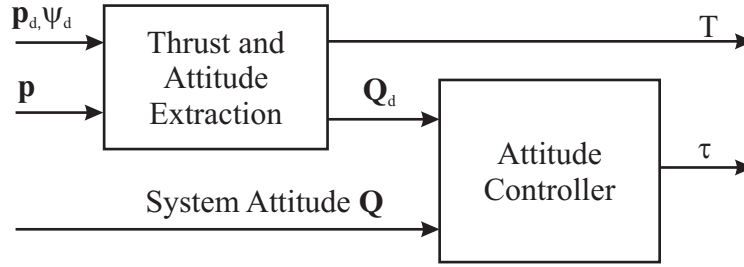 p_d,ψ_d
Thrust and
Attitude
Extraction
T
p
Q_d
Attitude
Controller
τ
System Attitude Q